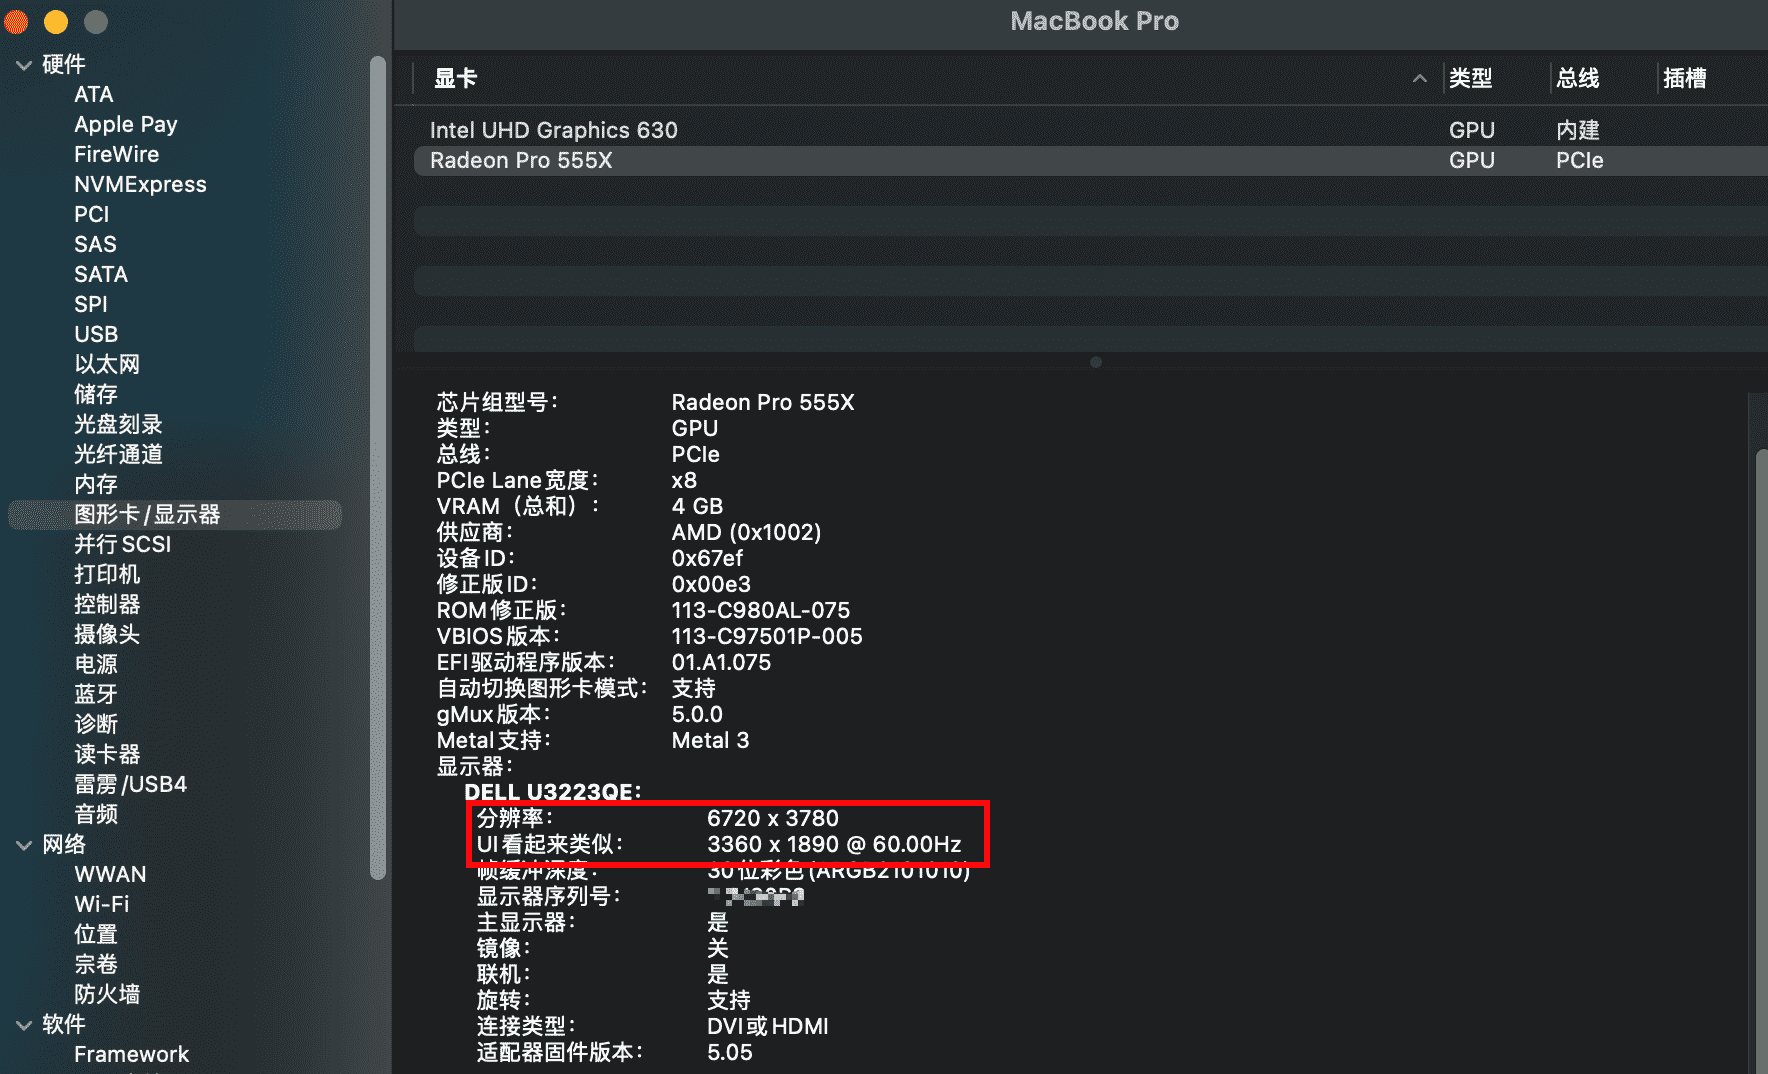 MacBook Pro
硬件
ATA
Apple Pay
FireWire
NVMExpress
PCI
SAS
SATA
SPI
USB
以太网
储存
光盘刻录
光纤通道
内存
图形卡/显示器
并行SCSI
打印机
控制器
摄像头
电源
蓝牙
诊断
读卡器
雷雳/USB4
音频
网络
WWAN
Wi-Fi
位置
宗卷
防火墙
软件
Framework
显卡 类型 总线 插槽
Intel UHD Graphics 630 GPU 内建
Radeon Pro 555X GPU PCIe
芯片组型号： Radeon Pro 555X
类型： GPU
总线： PCIe
PCIe Lane宽度： x8
VRAM（总和）： 4 GB
供应商： AMD (0x1002)
设备ID： 0x67ef
修正版ID： 0x00e3
ROM修正版： 113-C980AL-075
VBIOS版本： 113-C97501P-005
EFI驱动程序版本： 01.A1.075
自动切换图形卡模式： 支持
gMux版本： 5.0.0
Metal支持： Metal 3
显示器：
DELL U3223QE：
分辨率： 6720 x 3780
UI看起来类似： 3360 x 1890 @ 60.00Hz
帧缓冲深度： 30位彩色 (ARGB2101010)
显示器序列号：
主显示器： 是
镜像： 关
联机： 是
旋转： 支持
连接类型： DVI或HDMI
适配器固件版本： 5.05